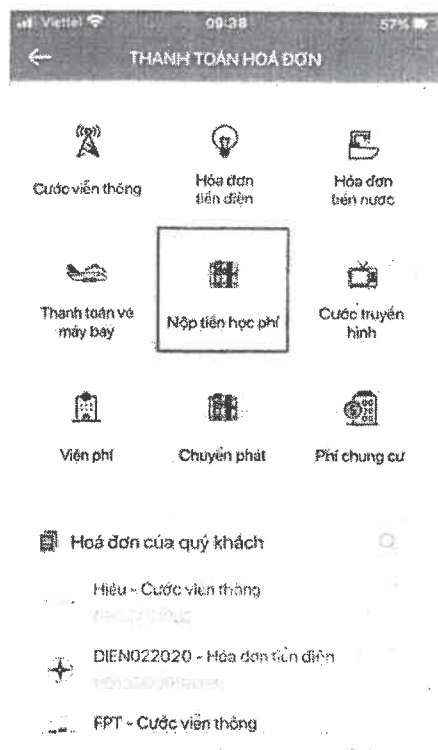 Viettel 09:38 57%
THANH TOÁN HOÁ ĐƠN
Cước viễn thông
Hóa đơn
tiền điện
Hóa đơn
tiền nước
Thanh toán vé
máy bay
Nộp tiền học phí
Cước truyền
hình
Viện phí
Chuyển phát
Phí chung cư
Hoá đơn của quý khách
Hiếu - Cước viễn thông
DIEN022020 - Hóa đơn tiền điện
FPT - Cước viễn thông